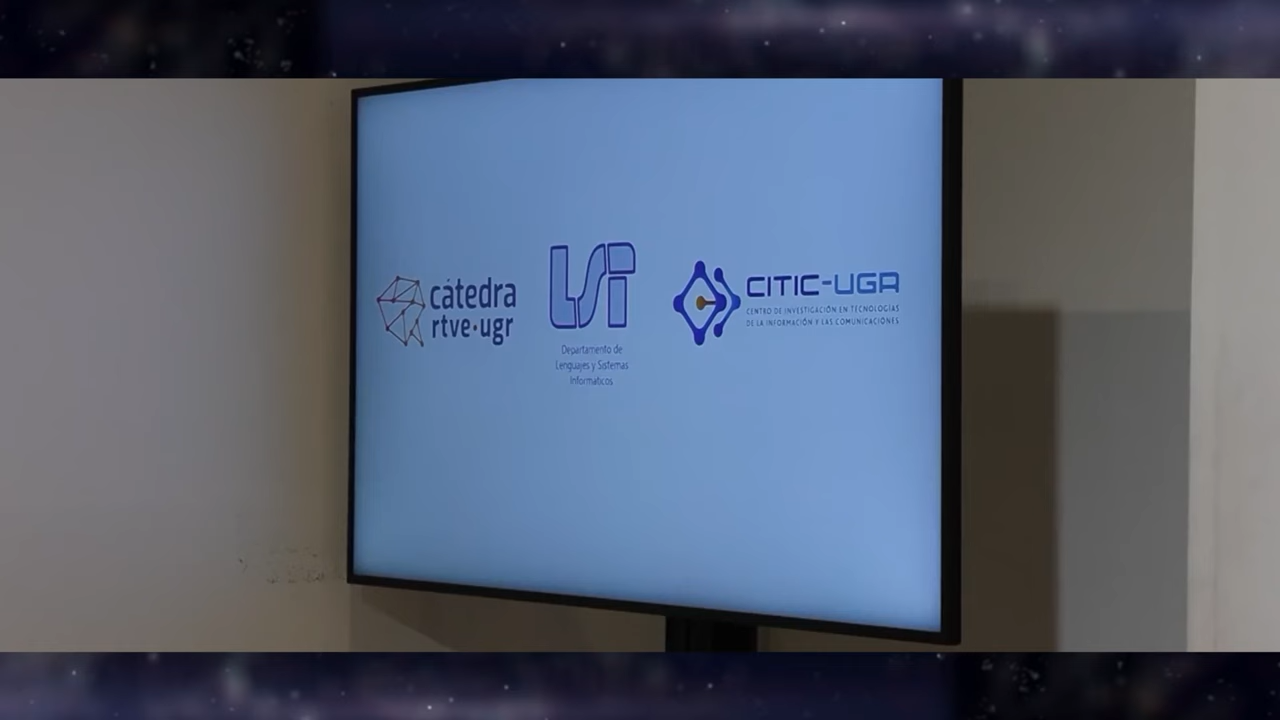 cátedra
rtve·ugr
LSI
Departamento de
Lenguajes y Sistemas
Informáticos
CITIC-UGR
CENTRO DE INVESTIGACIÓN EN TECNOLOGÍAS
DE LA INFORMACIÓN Y LAS COMUNICACIONES